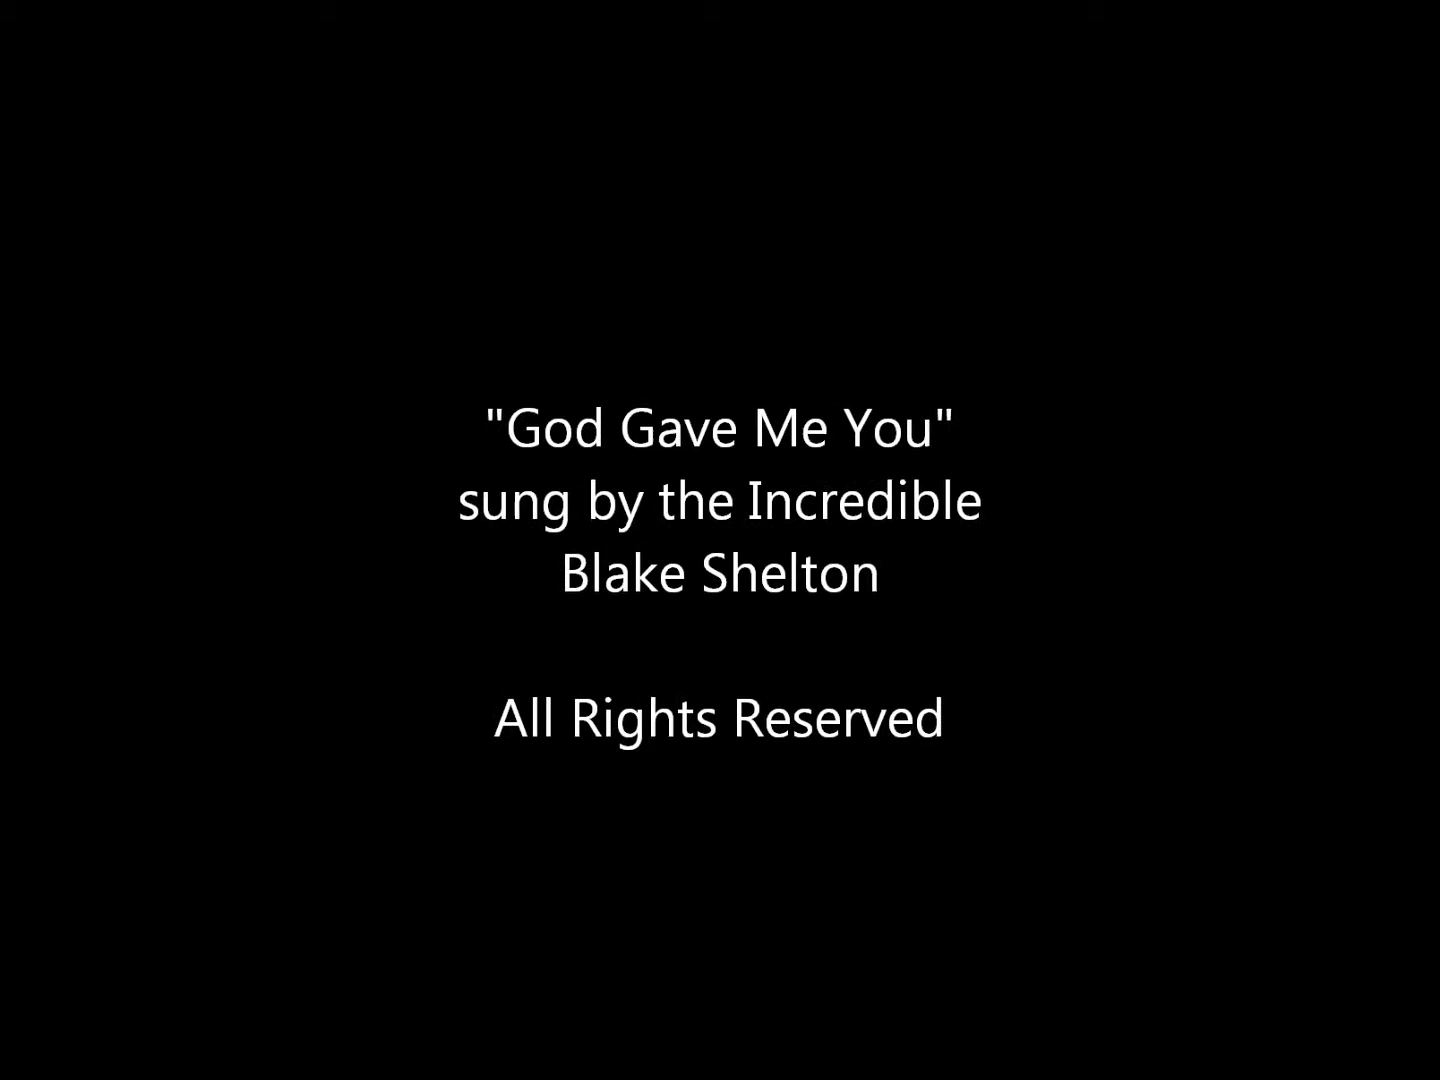 "God Gave Me You"
sung by the Incredible
Blake Shelton
All Rights Reserved